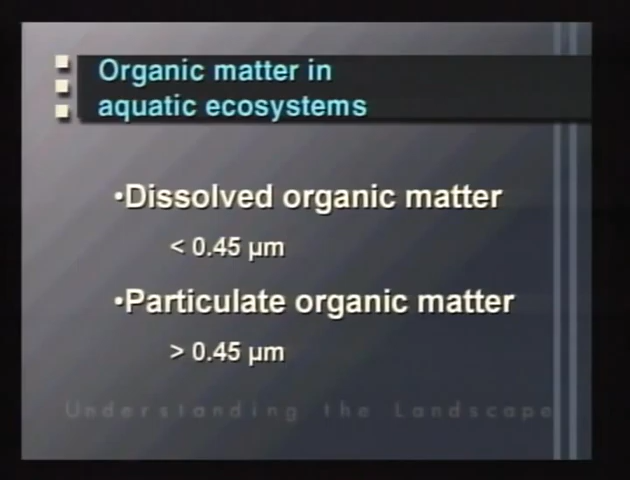 Organic matter in
aquatic ecosystems
•Dissolved organic matter
< 0.45 µm
•Particulate organic matter
> 0.45 µm
Understanding the Landscape